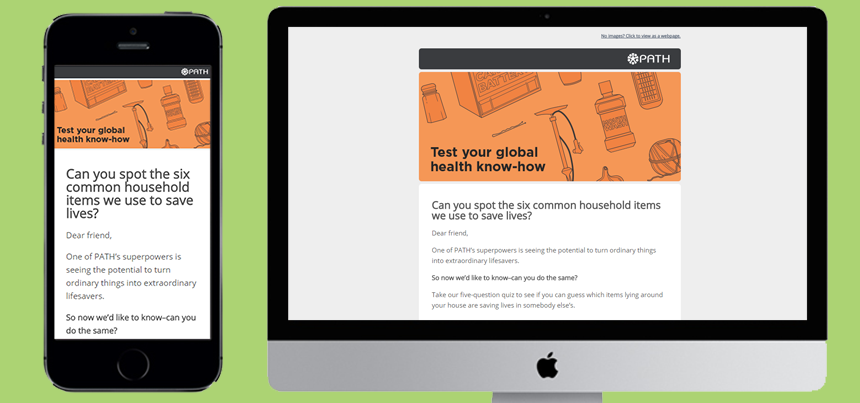 PATH
Test your global
health know-how
Can you spot the six
common household
items we use to save
lives?
Dear friend,
One of PATH's superpowers is
seeing the potential to turn
ordinary things into extraordinary
lifesavers.
So now we'd like to know–can you
do the same?
No images? Click to view as a webpage.
PATH
Test your global
health know-how
Can you spot the six common household items
we use to save lives?
Dear friend,
One of PATH's superpowers is seeing the potential to turn ordinary things
into extraordinary lifesavers.
So now we'd like to know–can you do the same?
Take our five-question quiz to see if you can guess which items lying around
your house are saving lives in somebody else's.